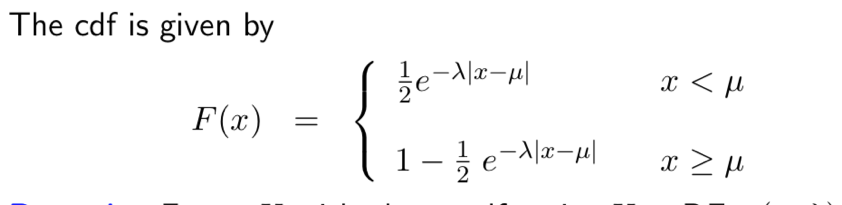 The cdf is given by
F(x) = { ½e^{−λ|x−μ|} x < μ
1 − ½ e^{−λ|x−μ|} x ≥ μ